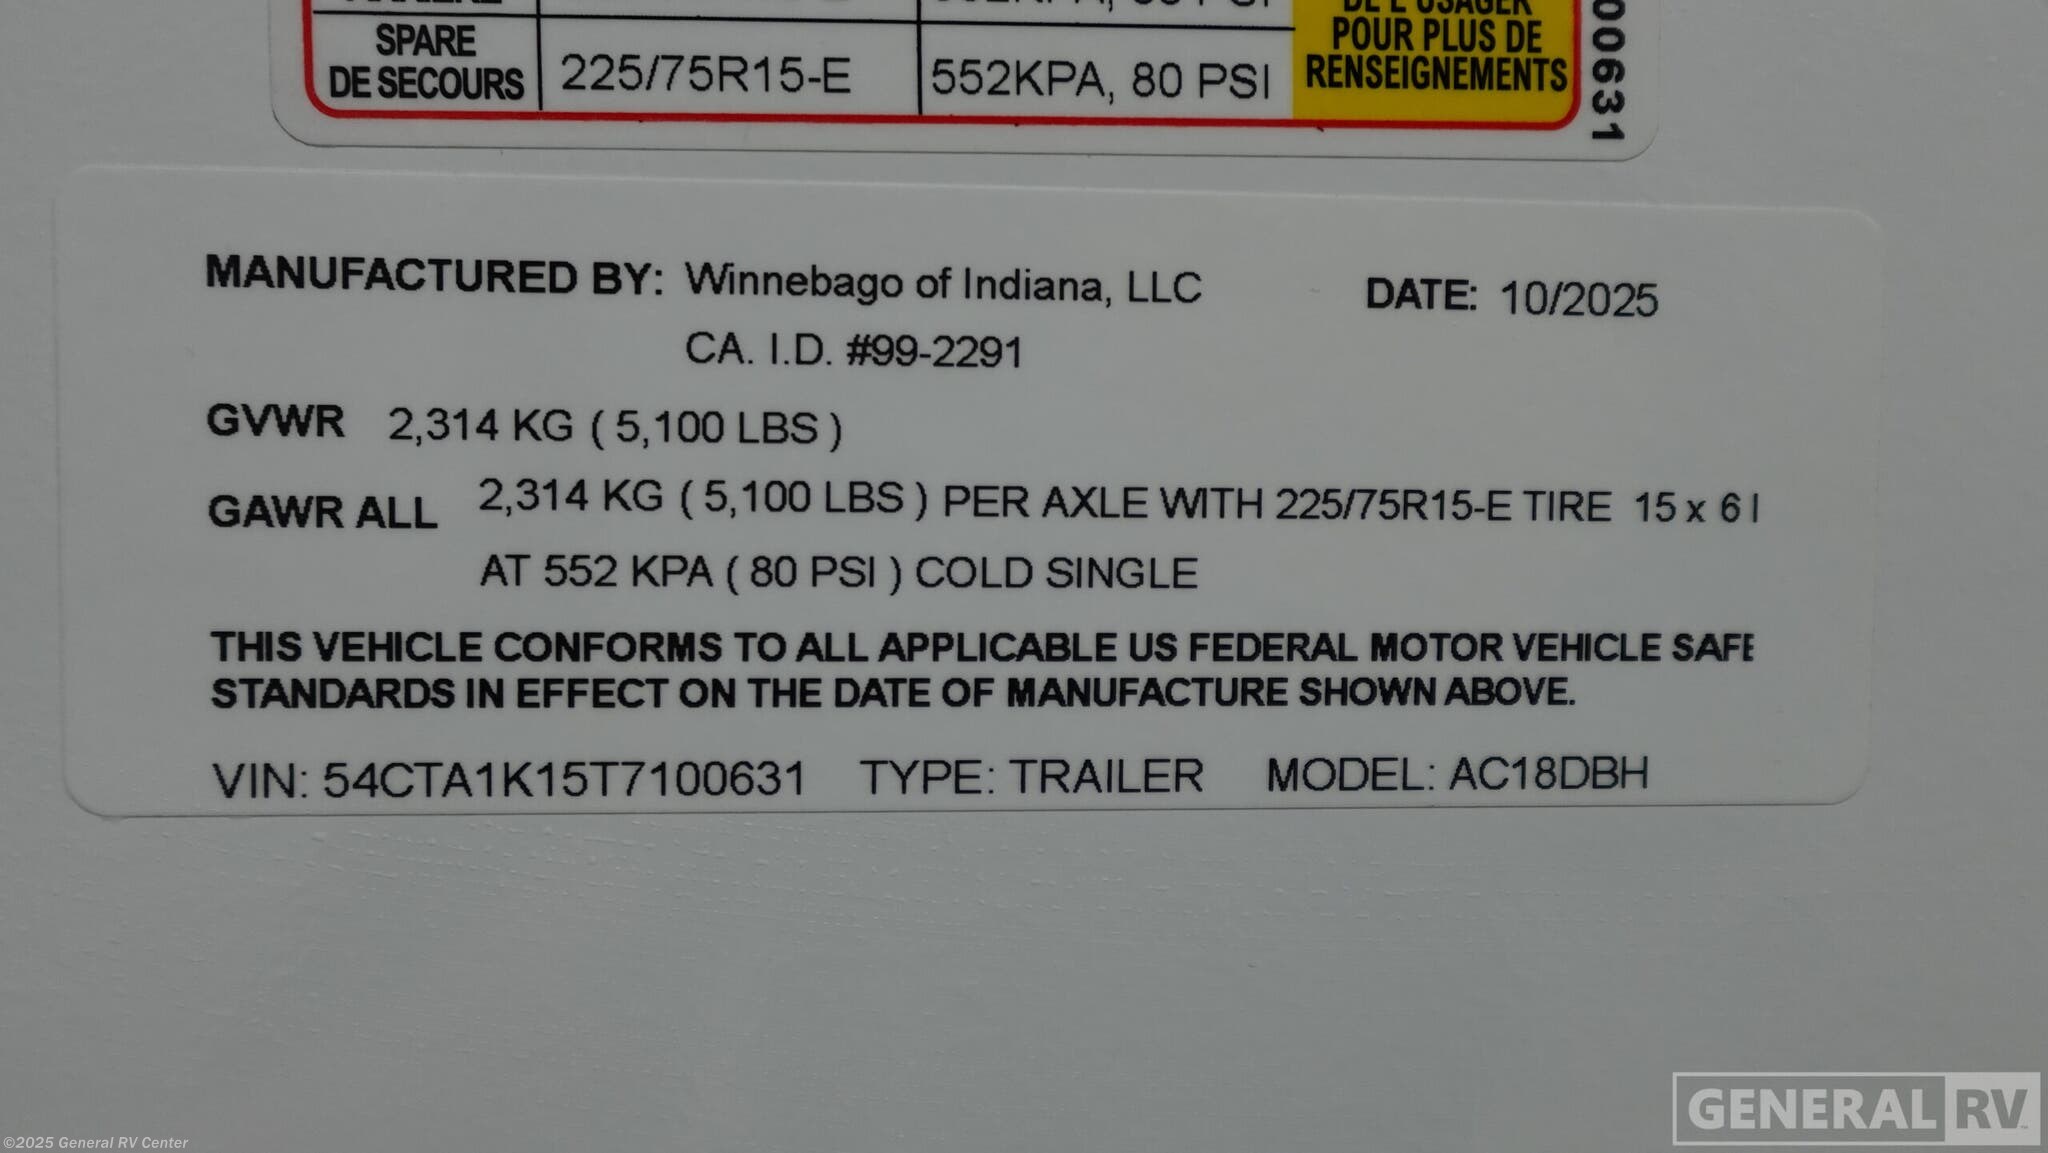 DE L'USAGER
POUR PLUS DE
RENSEIGNEMENTS
SPARE
DE SECOURS
225/75R15-E
552KPA, 80 PSI
00631
MANUFACTURED BY: Winnebago of Indiana, LLC DATE: 10/2025
CA. I.D. #99-2291
GVWR 2,314 KG ( 5,100 LBS )
GAWR ALL 2,314 KG ( 5,100 LBS ) PER AXLE WITH 225/75R15-E TIRE 15 x 6 I
AT 552 KPA ( 80 PSI ) COLD SINGLE
THIS VEHICLE CONFORMS TO ALL APPLICABLE US FEDERAL MOTOR VEHICLE SAFE
STANDARDS IN EFFECT ON THE DATE OF MANUFACTURE SHOWN ABOVE.
VIN: 54CTA1K15T7100631 TYPE: TRAILER MODEL: AC18DBH
GENERAL RV
©2025 General RV Center